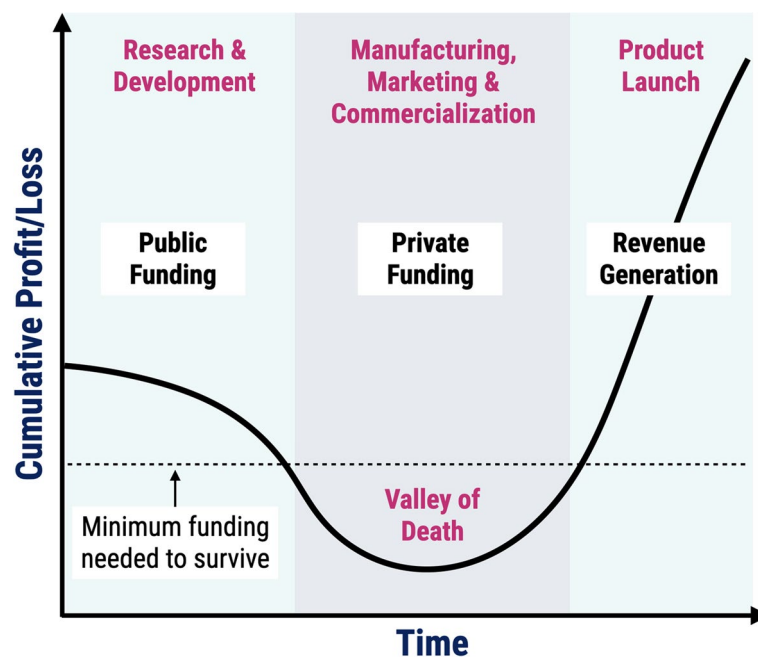 Research &
Development
Manufacturing,
Marketing &
Commercialization
Product
Launch
Cumulative Profit/Loss
Public
Funding
Private
Funding
Revenue
Generation
Minimum funding
needed to survive
Valley of
Death
Time